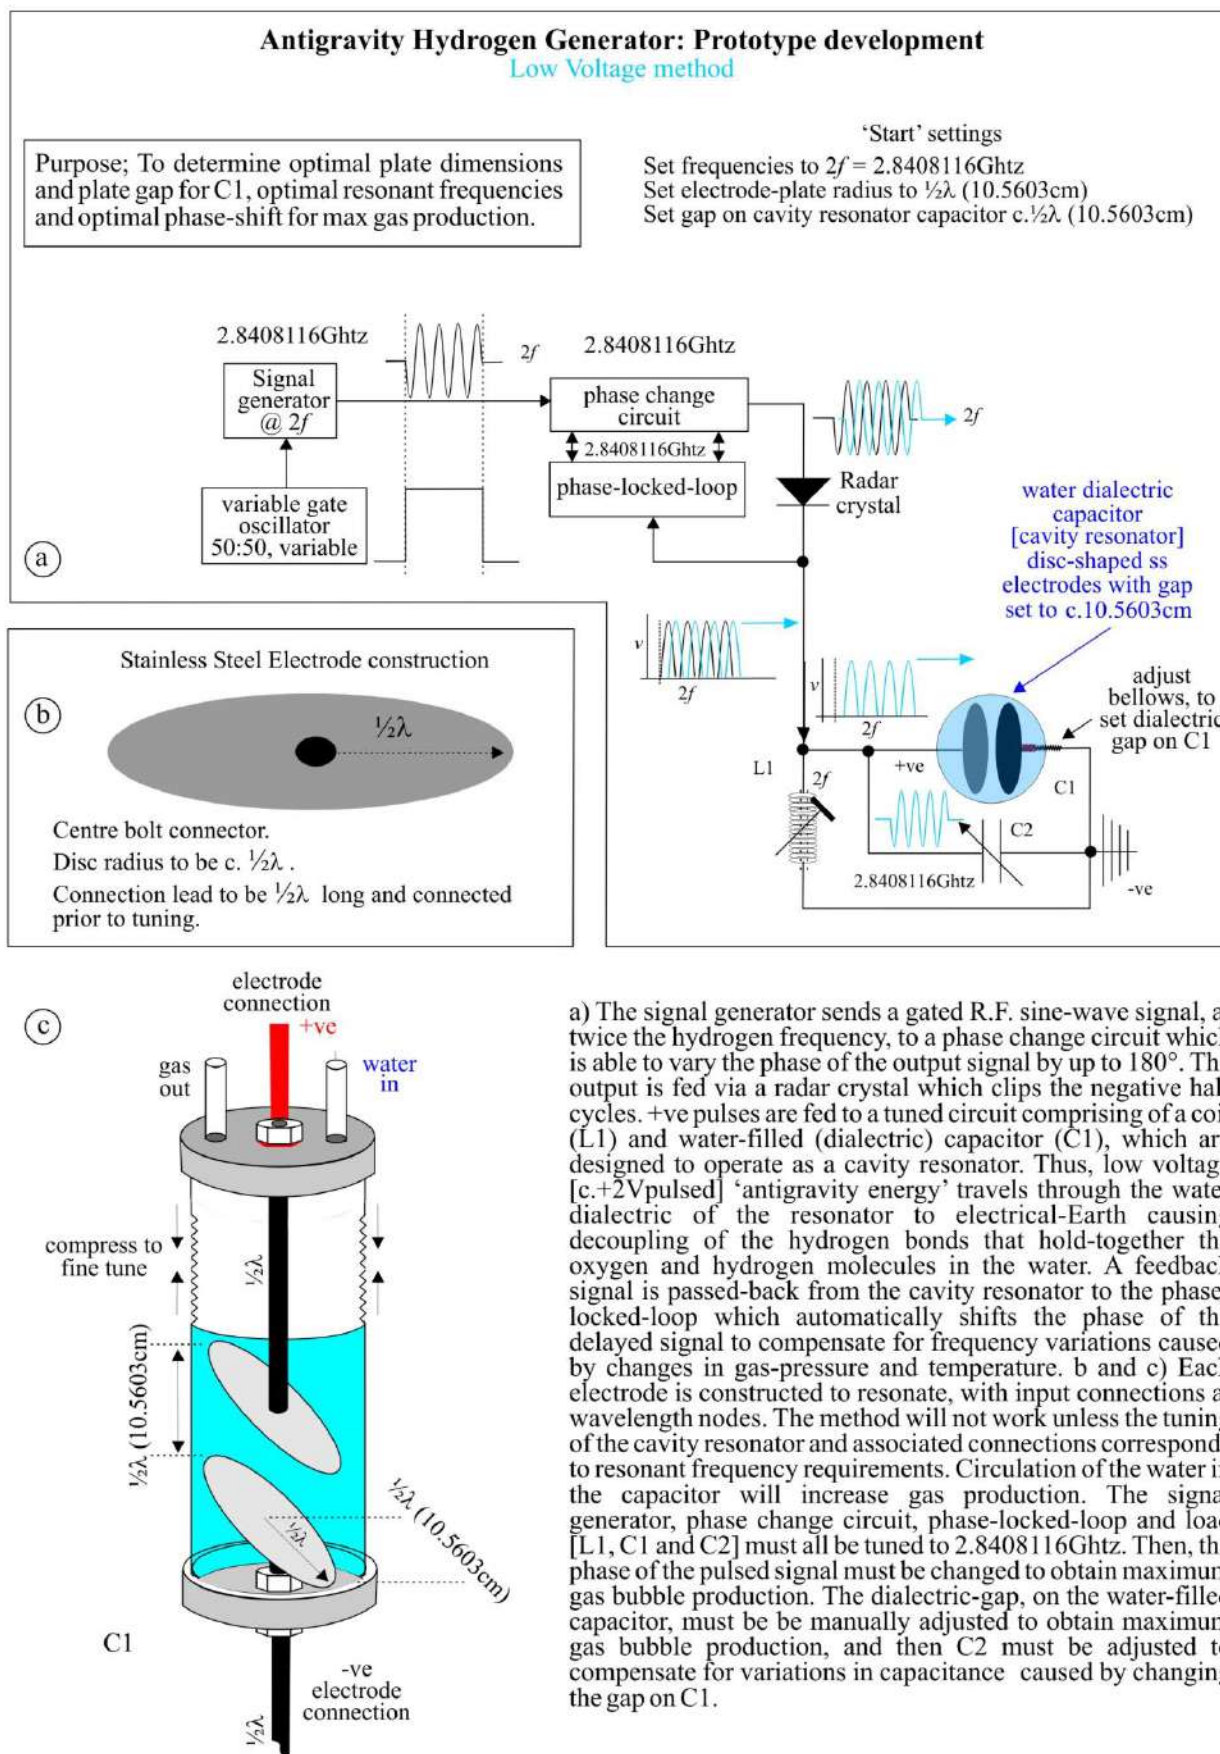 Antigravity Hydrogen Generator: Prototype development
Low Voltage method
Purpose; To determine optimal plate dimensions
and plate gap for C1, optimal resonant frequencies
and optimal phase-shift for max gas production.
'Start' settings
Set frequencies to 2f = 2.8408116Ghtz
Set electrode-plate radius to ½λ (10.5603cm)
Set gap on cavity resonator capacitor c.½λ (10.5603cm)
2.8408116Ghtz
2f
2.8408116Ghtz
Signal
generator
@ 2f
phase change
circuit
2f
2.8408116Ghtz
variable gate
oscillator
50:50, variable
phase-locked-loop
Radar
crystal
a
water dialectric
capacitor
[cavity resonator]
disc-shaped ss
electrodes with gap
set to c.10.5603cm
v
2f
v
2f
adjust
bellows, to
set dialectric
gap on C1
L1
2f
+ve
C1
C2
2.8408116Ghtz
-ve
Stainless Steel Electrode construction
b
½λ
Centre bolt connector.
Disc radius to be c. ½λ .
Connection lead to be ½λ long and connected
prior to tuning.
c
electrode
connection
+ve
gas
out
water
in
compress to
fine tune
½λ
½λ (10.5603cm)
½λ (10.5603cm)
½λ
C1
-ve
electrode
connection
½λ
a) The signal generator sends a gated R.F. sine-wave signal, a
twice the hydrogen frequency, to a phase change circuit which
is able to vary the phase of the output signal by up to 180°. Th
output is fed via a radar crystal which clips the negative hal
cycles. +ve pulses are fed to a tuned circuit comprising of a coi
(L1) and water-filled (dialectric) capacitor (C1), which ar
designed to operate as a cavity resonator. Thus, low voltag
[c.+2Vpulsed] 'antigravity energy' travels through the wate
dialectric of the resonator to electrical-Earth causing
decoupling of the hydrogen bonds that hold-together th
oxygen and hydrogen molecules in the water. A feedbac
signal is passed-back from the cavity resonator to the phase
locked-loop which automatically shifts the phase of th
delayed signal to compensate for frequency variations cause
by changes in gas-pressure and temperature. b and c) Eac
electrode is constructed to resonate, with input connections a
wavelength nodes. The method will not work unless the tuning
of the cavity resonator and associated connections correspond
to resonant frequency requirements. Circulation of the water i
the capacitor will increase gas production. The signa
generator, phase change circuit, phase-locked-loop and loa
[L1, C1 and C2] must all be tuned to 2.8408116Ghtz. Then, th
phase of the pulsed signal must be changed to obtain maximum
gas bubble production. The dialectric-gap, on the water-fille
capacitor, must be be manually adjusted to obtain maximum
gas bubble production, and then C2 must be adjusted t
compensate for variations in capacitance caused by changing
the gap on C1.